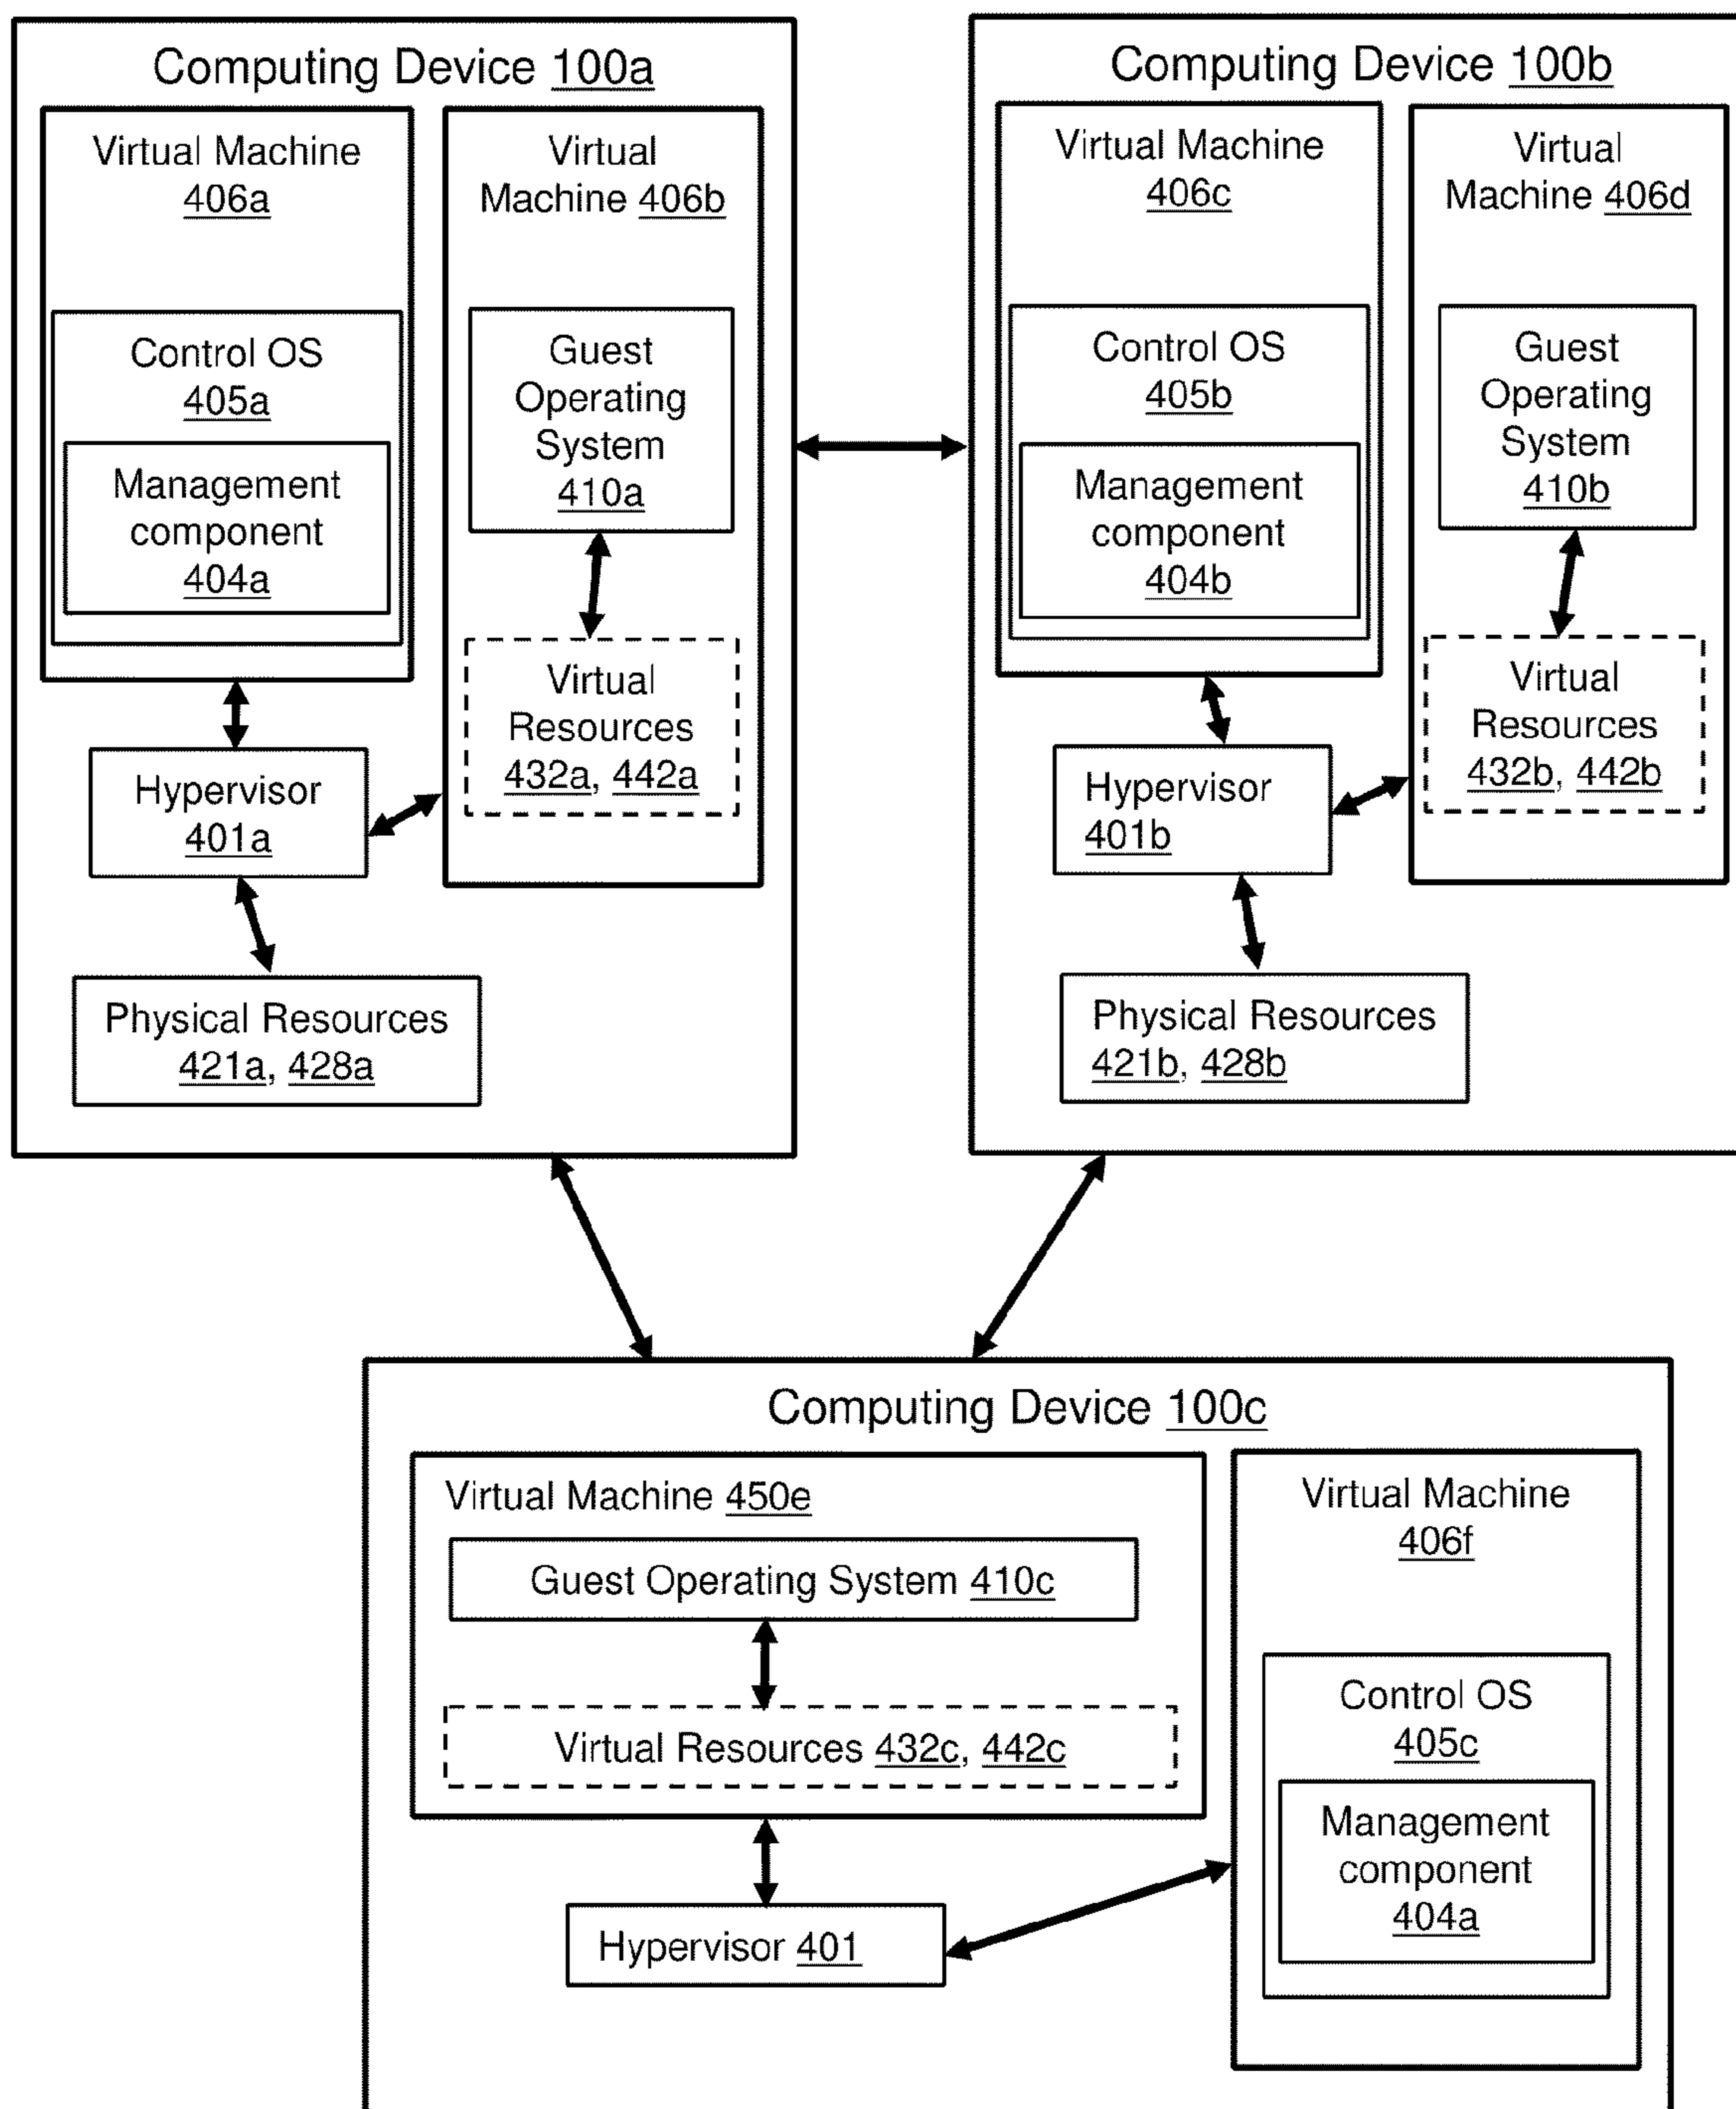 Computing Device 100a
Virtual Machine
406a
Control OS
405a
Management
component
404a
Virtual
Machine 406b
Guest
Operating
System
410a
Virtual
Resources
432a, 442a
Hypervisor
401a
Physical Resources
421a, 428a
Computing Device 100b
Virtual Machine
406c
Control OS
405b
Management
component
404b
Virtual
Machine 406d
Guest
Operating
System
410b
Virtual
Resources
432b, 442b
Hypervisor
401b
Physical Resources
421b, 428b
Computing Device 100c
Virtual Machine 450e
Guest Operating System 410c
Virtual Resources 432c, 442c
Hypervisor 401
Virtual Machine
406f
Control OS
405c
Management
component
404a